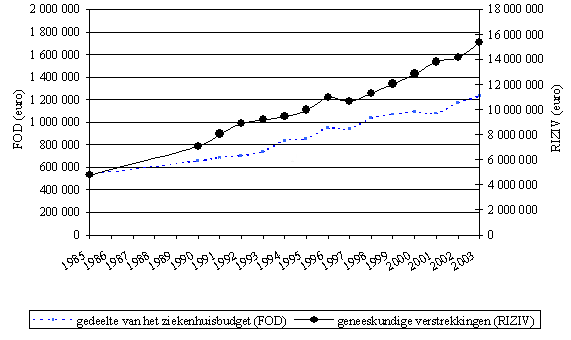 2 000 000
1 800 000
1 600 000
1 400 000
1 200 000
1 000 000
800 000
600 000
400 000
200 000
0
FOD (euro)
18 000 000
16 000 000
14 000 000
12 000 000
10 000 000
8 000 000
6 000 000
4 000 000
2 000 000
0
RIZIV (euro)
1985 1986 1987 1988 1989 1990 1991 1992 1993 1994 1995 1996 1997 1998 1999 2000 2001 2002 2003
gedeelte van het ziekenhuisbudget (FOD) geneeskundige verstrekkingen (RIZIV)